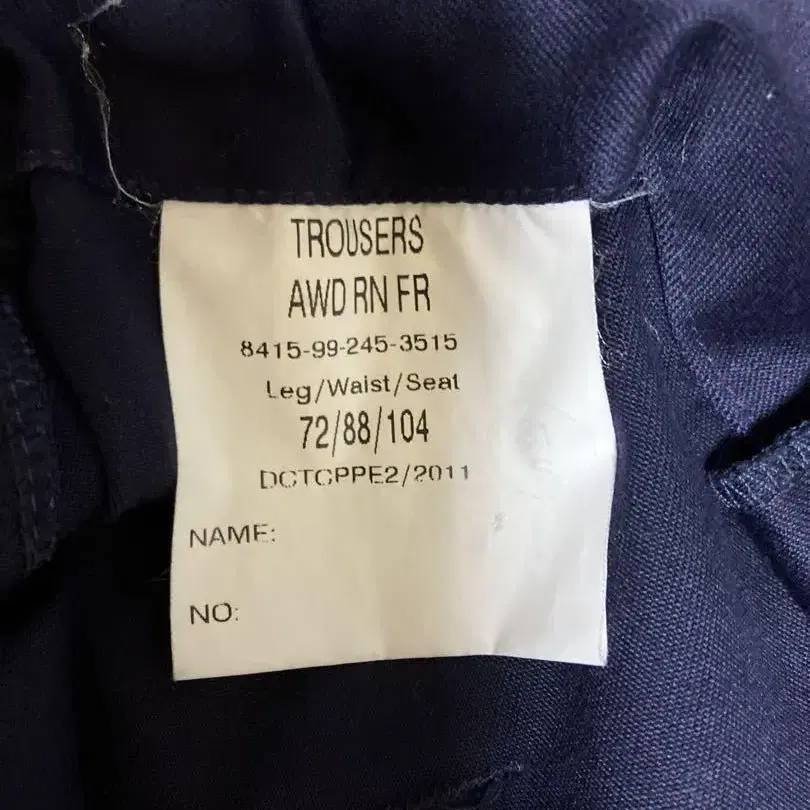 TROUSERS
AWD RN FR
8415-99-245-3515
Leg/Waist/Seat
72/88/104
DCTCPPE2/2011
NAME:
NO: